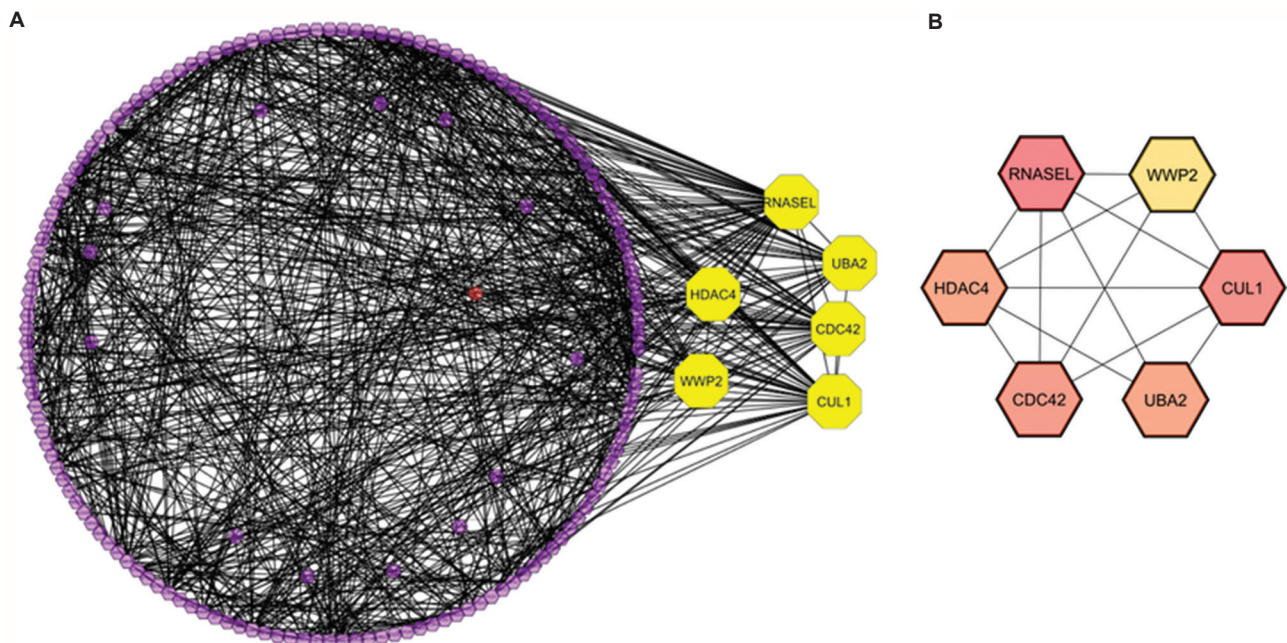 A
B
RNASEL
UBA2
HDAC4
CDC42
WWP2
CUL1
RNASEL
WWP2
HDAC4
CUL1
CDC42
UBA2